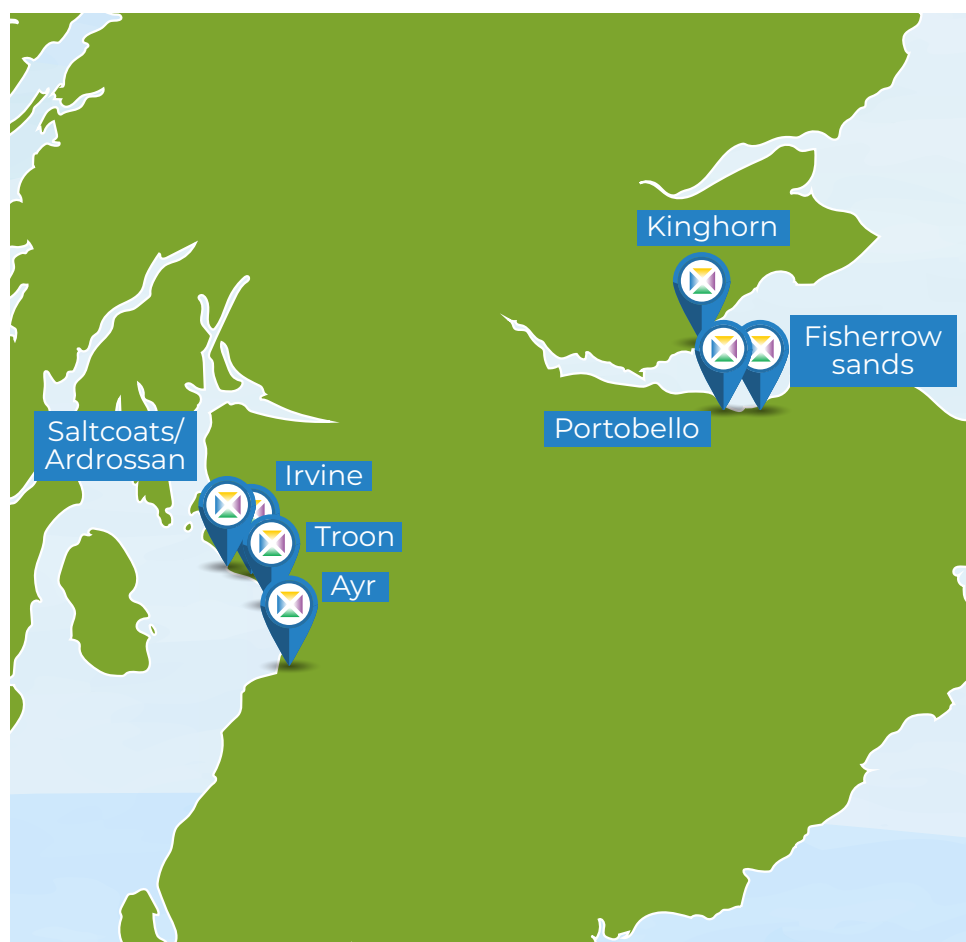 Kinghorn
Fisherrow
sands
Portobello
Saltcoats/
Ardrossan
Irvine
Troon
Ayr